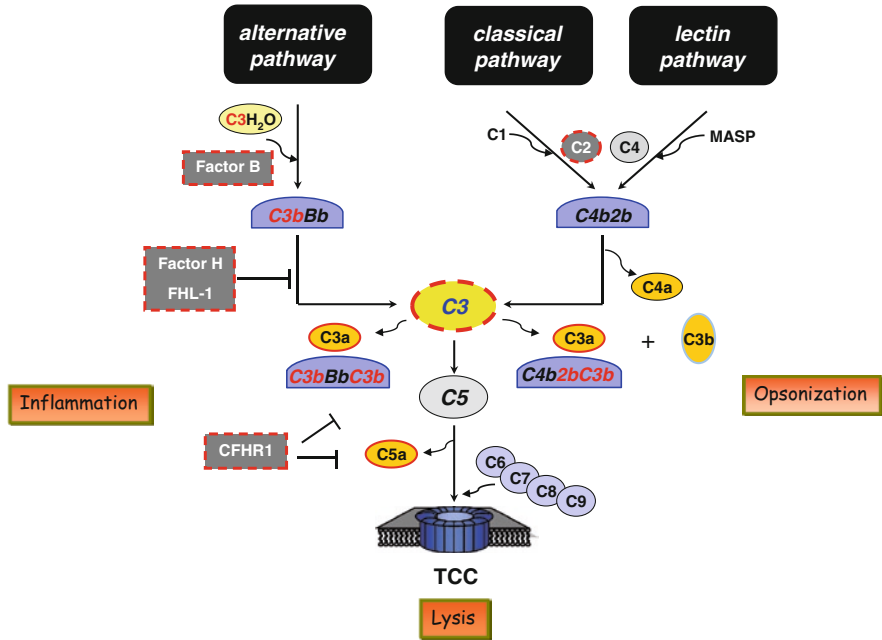 alternative
pathway
classical
pathway
lectin
pathway
C3H₂O
Factor B
C1
C2
C4
MASP
C3bBb
C4b2b
Factor H
FHL-1
C4a
C3
C3a
C3a
+
C3b
C3bBbC3b
C4b2bC3b
Inflammation
C5
Opsonization
CFHR1
C5a
C6
C7
C8
C9
TCC
Lysis